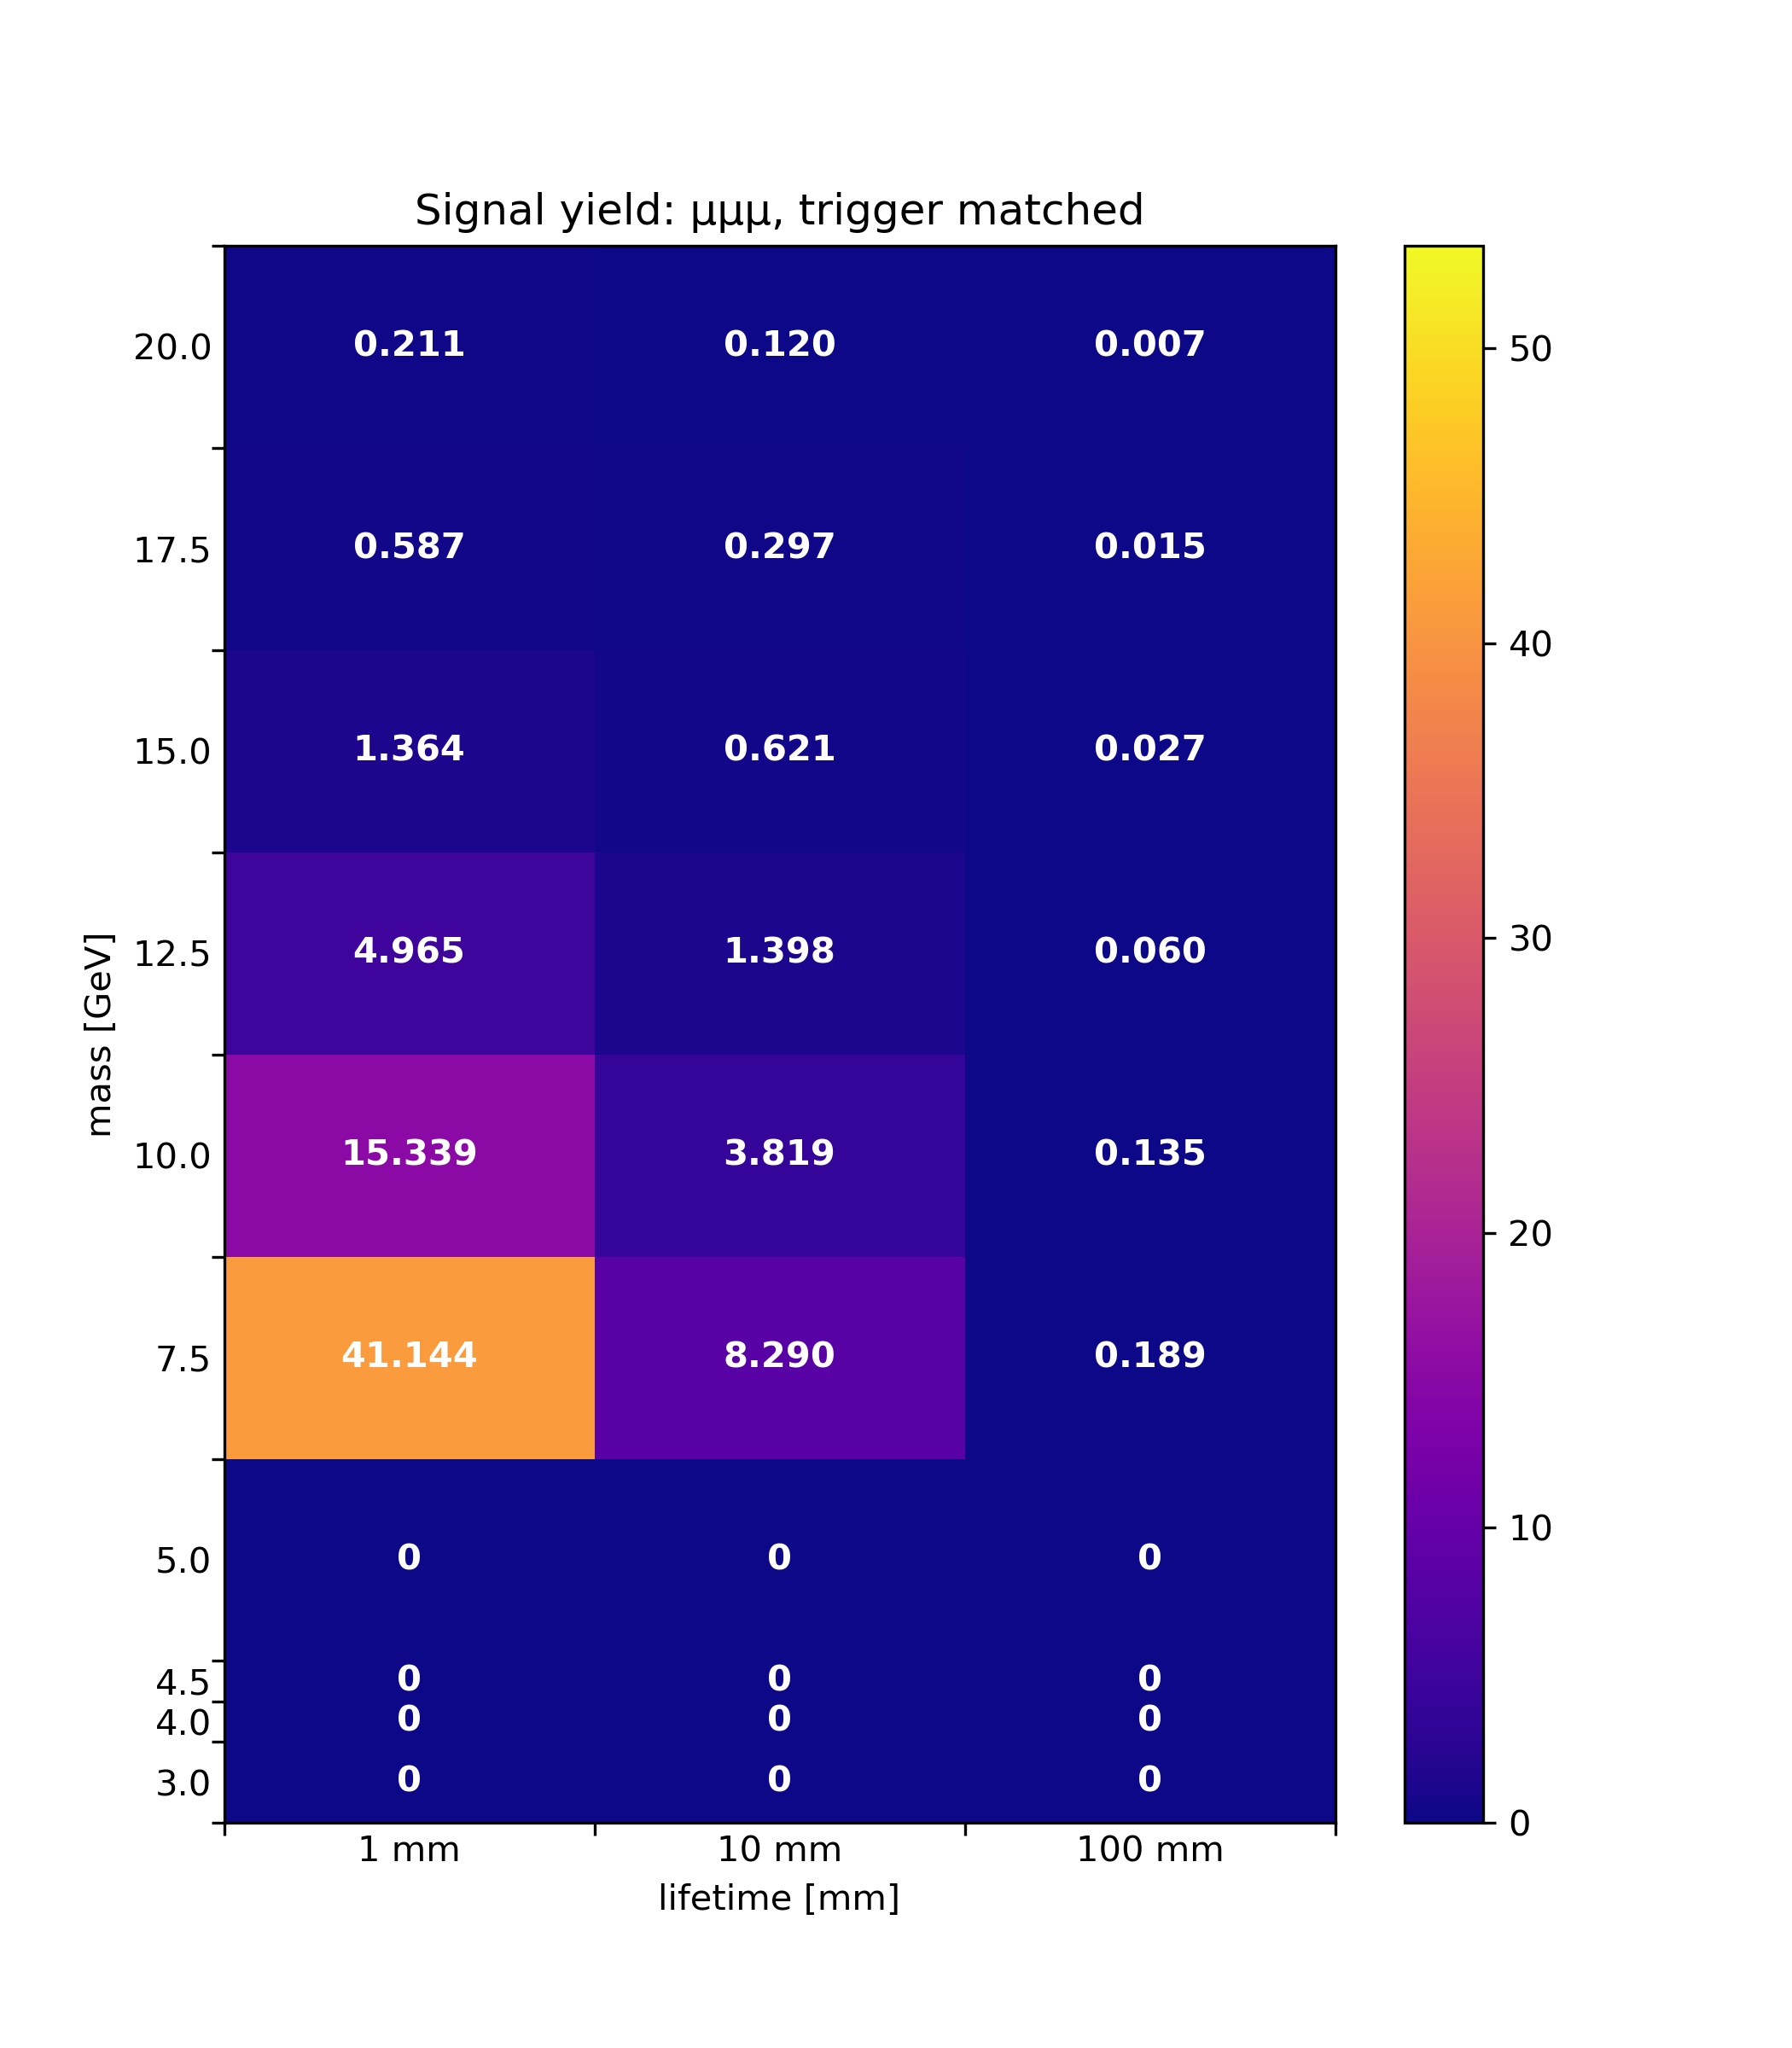 Signal yield: μμμ, trigger matched
20.0 0.211 0.120 0.007
17.5 0.587 0.297 0.015
15.0 1.364 0.621 0.027
12.5 4.965 1.398 0.060
10.0 15.339 3.819 0.135
7.5 41.144 8.290 0.189
5.0 0 0 0
4.5 0 0 0
4.0 0 0 0
3.0 0 0 0
mass [GeV]
1 mm 10 mm 100 mm
lifetime [mm]
50
40
30
20
10
0